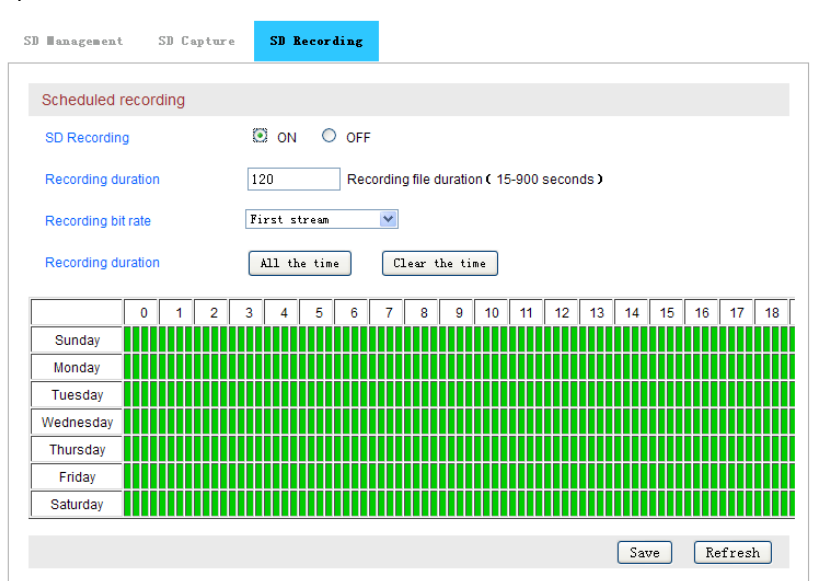 SD Management SD Capture SD Recording
Scheduled recording
SD Recording ON OFF
Recording duration 120 Recording file duration ( 15-900 seconds )
Recording bit rate First stream
Recording duration All the time Clear the time
0 1 2 3 4 5 6 7 8 9 10 11 12 13 14 15 16 17 18
Sunday
Monday
Tuesday
Wednesday
Thursday
Friday
Saturday
Save Refresh